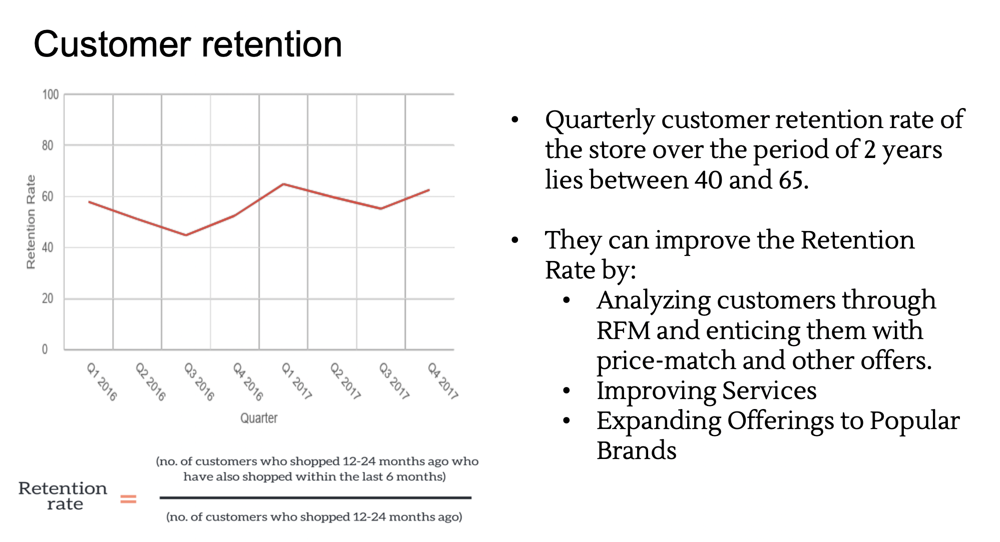 Customer retention
100
80
60
40
20
0
Retention Rate
Q1 2016
Q2 2016
Q3 2016
Q4 2016
Q1 2017
Q2 2017
Q3 2017
Q4 2017
Quarter
(no. of customers who shopped 12-24 months ago who
have also shopped within the last 6 months)
Retention
rate
=
(no. of customers who shopped 12-24 months ago)
• Quarterly customer retention rate of
the store over the period of 2 years
lies between 40 and 65.
• They can improve the Retention
Rate by:
• Analyzing customers through
RFM and enticing them with
price-match and other offers.
• Improving Services
• Expanding Offerings to Popular
Brands